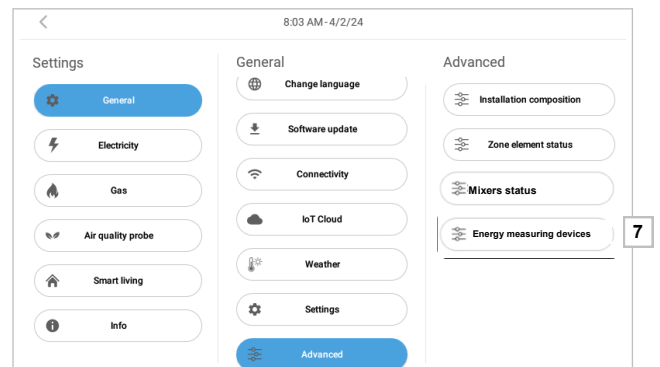 8:03 AM-4/2/24
Settings
General
Electricity
Gas
Air quality probe
Smart living
Info
General
Change language
Software update
Connectivity
IoT Cloud
Weather
Settings
Advanced
Advanced
Installation composition
Zone element status
Mixers status
Energy measuring devices
7